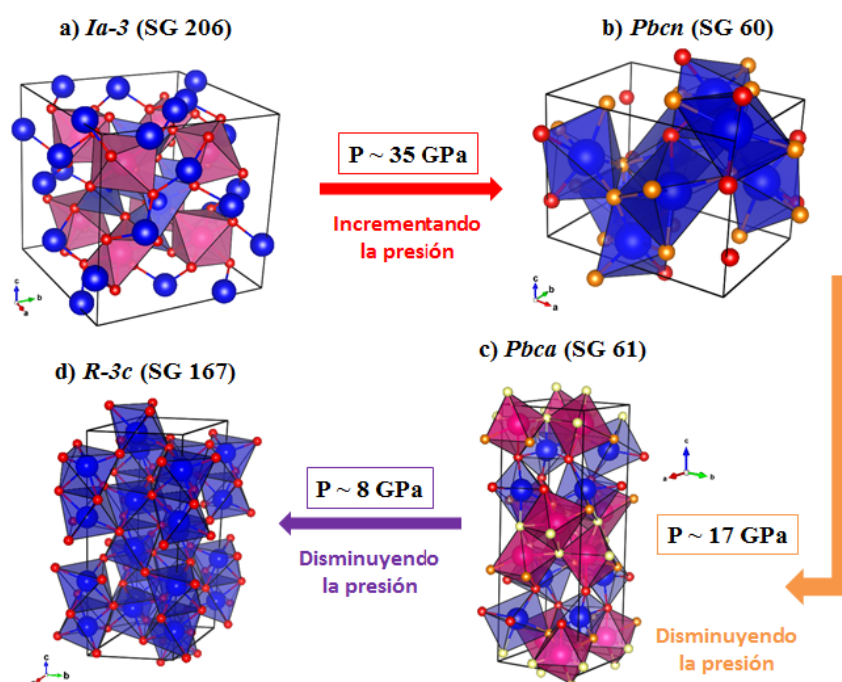 a) Ia-3 (SG 206)
b) Pbcn (SG 60)
P ~ 35 GPa
Incrementando
la presión
c
b
a
c
b
a
d) R-3c (SG 167)
c) Pbca (SG 61)
P ~ 8 GPa
Disminuyendo
la presión
c
a
b
P ~ 17 GPa
Disminuyendo
la presión
c
a
b